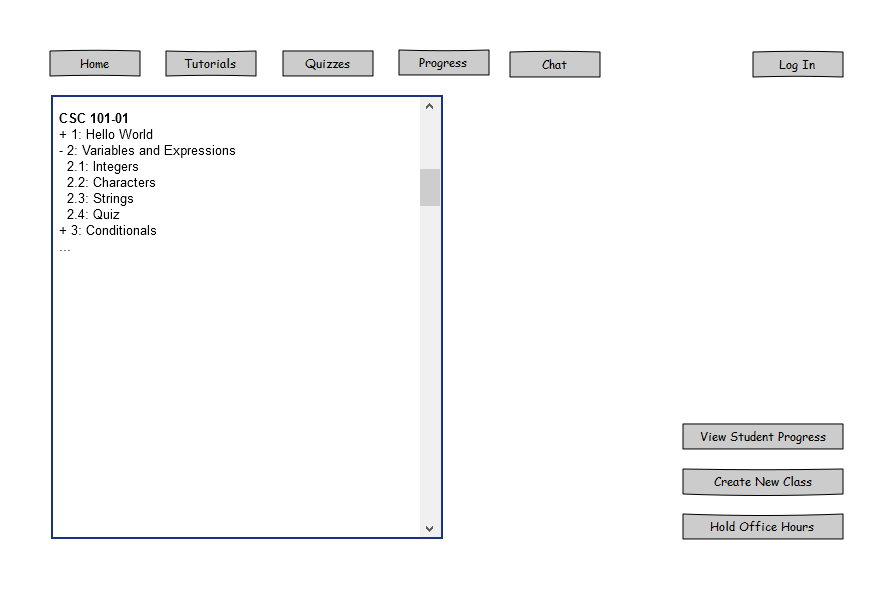 Home Tutorials Quizzes Progress Chat Log In
CSC 101-01
+ 1: Hello World
- 2: Variables and Expressions
2.1: Integers
2.2: Characters
2.3: Strings
2.4: Quiz
+ 3: Conditionals
...
View Student Progress
Create New Class
Hold Office Hours